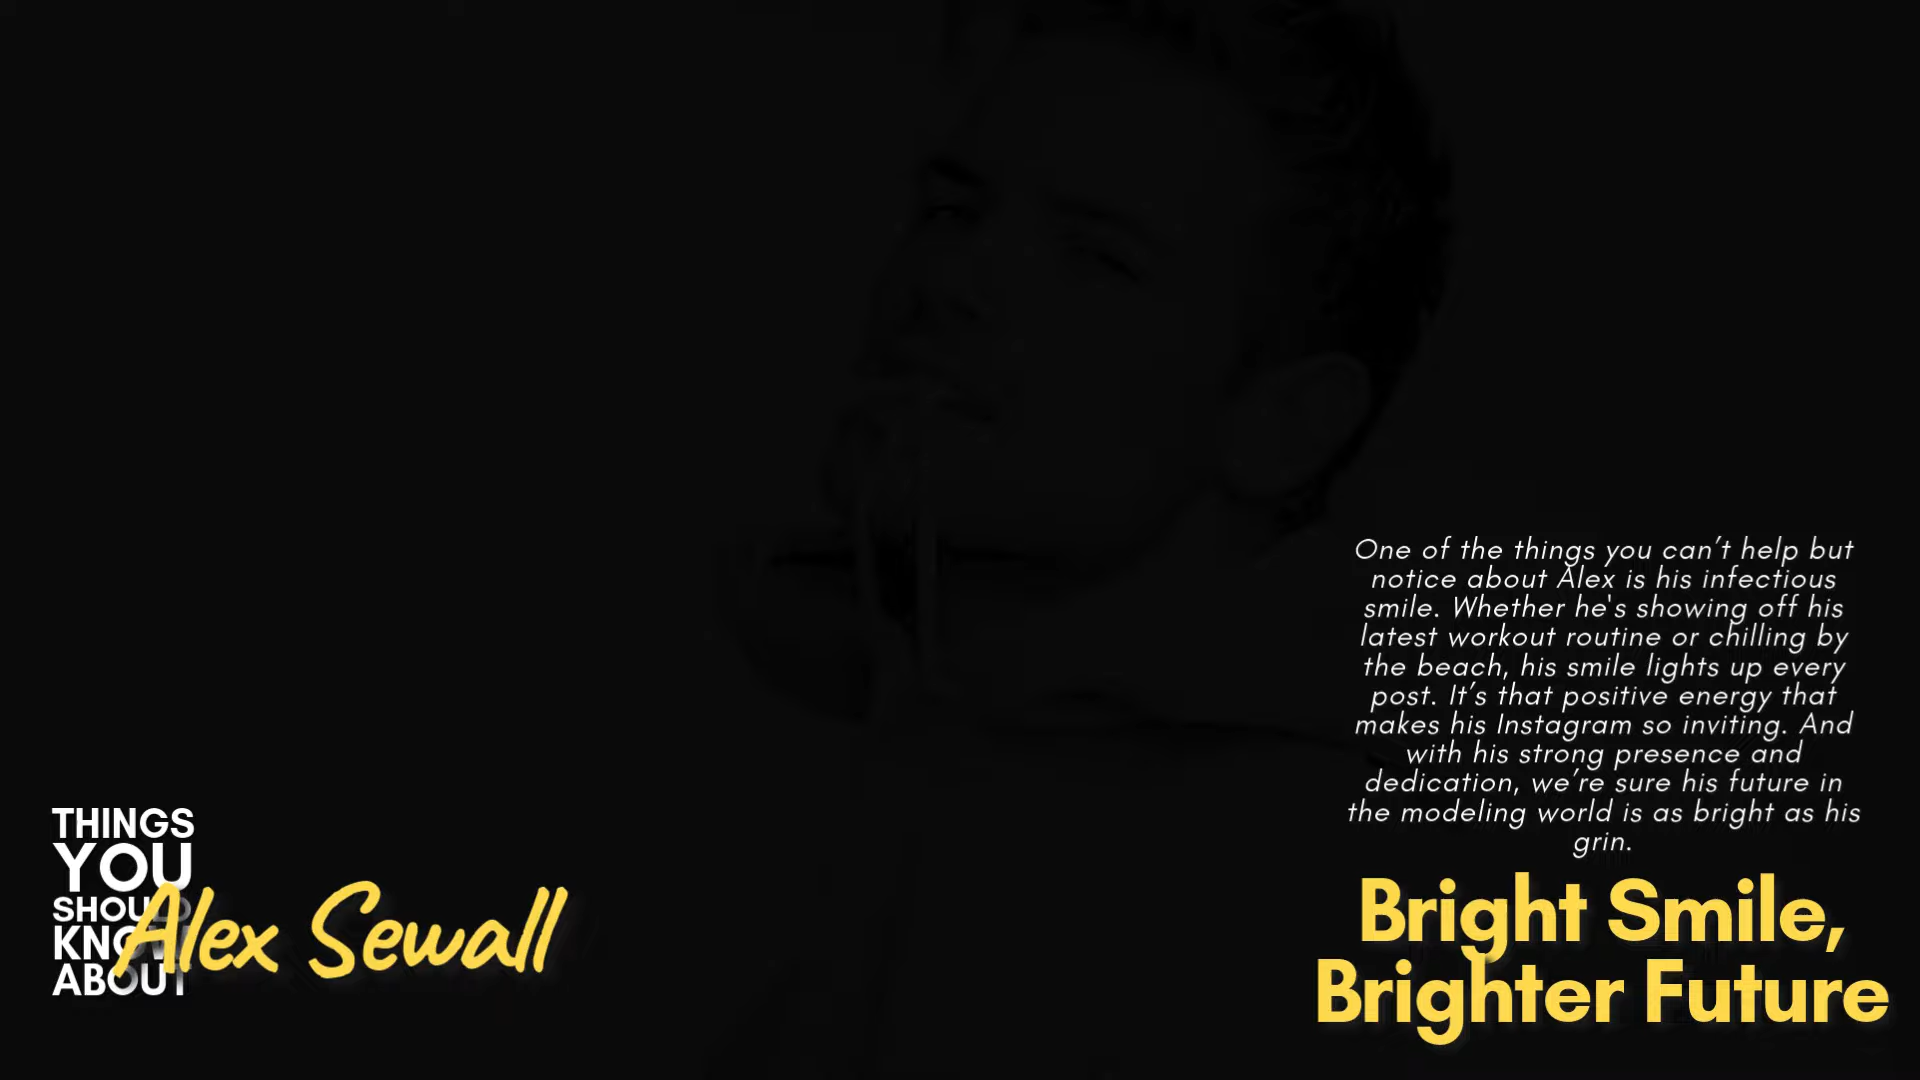 One of the things you can’t help but
notice about Alex is his infectious
smile. Whether he's showing off his
latest workout routine or chilling by
the beach, his smile lights up every
post. It’s that positive energy that
makes his Instagram so inviting. And
with his strong presence and
dedication, we’re sure his future in
the modeling world is as bright as his
grin.
THINGS
YOU
SHOULD
KNOW
ABOUT
Alex Sewall
Bright Smile,
Brighter Future